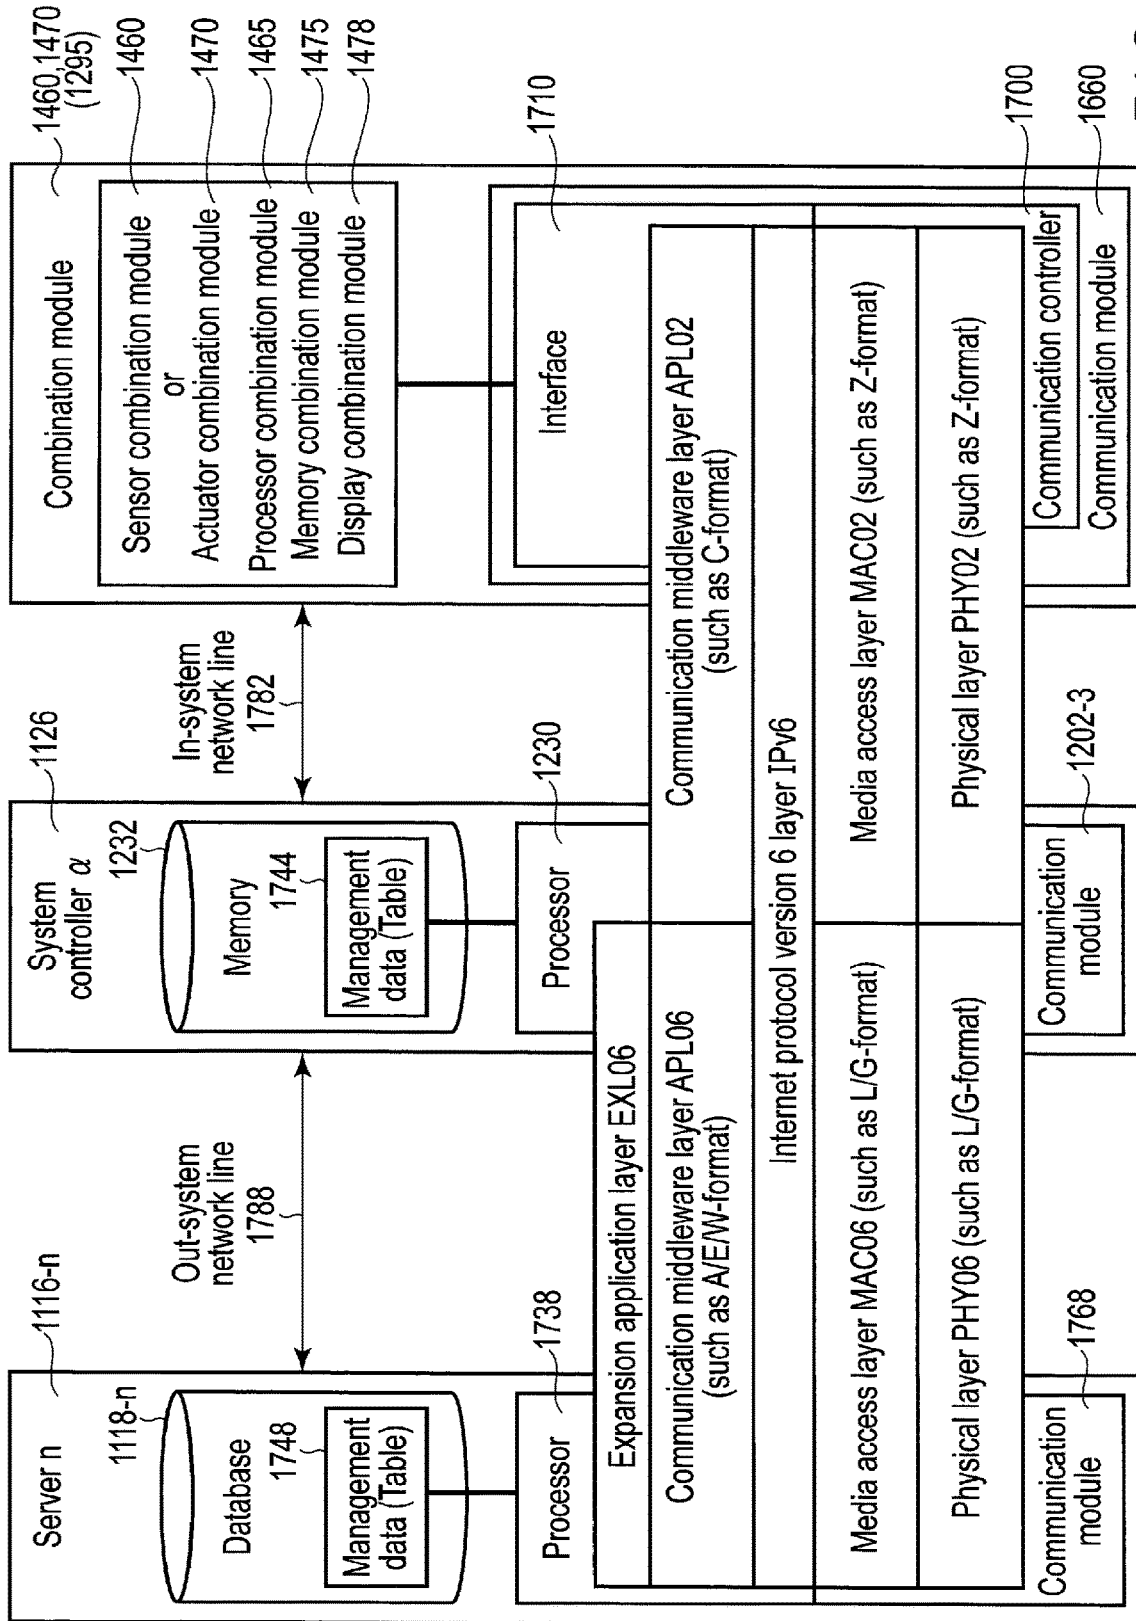 Server n
1116-n
1118-n
Database
1748
Management
data (Table)
Processor
1738
Out-system
network line
1788
System
controller α
1126
1232
Memory
1744
Management
data (Table)
Processor
1230
In-system
network line
1782
Combination module
1460,1470
(1295)
Sensor combination module
1460
or
Actuator combination module
1470
Processor combination module
1465
Memory combination module
1475
Display combination module
1478
Interface
1710
Expansion application layer EXL06
Communication middleware layer APL06
(such as A/E/W-format)
Communication middleware layer APL02
(such as C-format)
Internet protocol version 6 layer IPv6
Media access layer MAC06 (such as L/G-format)
Media access layer MAC02 (such as Z-format)
Physical layer PHY06 (such as L/G-format)
Physical layer PHY02 (such as Z-format)
Communication
module
1768
Communication
module
1202-3
Communication controller
1700
Communication module
1660